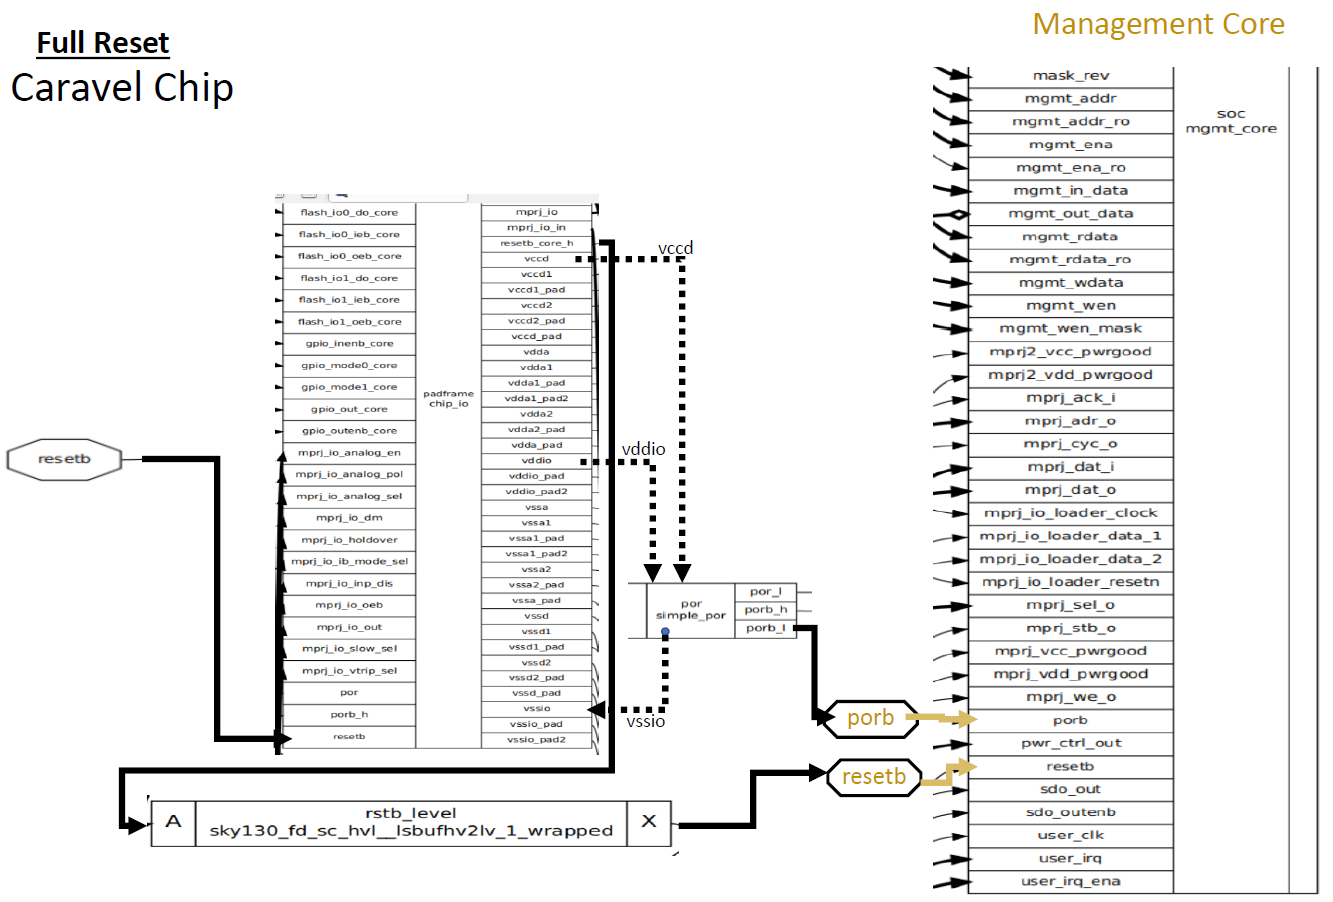 Full Reset
Caravel Chip
Management Core
mask_rev
mgmt_addr
mgmt_addr_ro
mgmt_ena
mgmt_ena_ro
mgmt_in_data
mgmt_out_data
mgmt_rdata
mgmt_rdata_ro
mgmt_wdata
mgmt_wen
mgmt_wen_mask
mprj2_vcc_pwrgood
mprj2_vdd_pwrgood
mprj_ack_i
mprj_adr_o
mprj_cyc_o
mprj_dat_i
mprj_dat_o
mprj_io_loader_clock
mprj_io_loader_data_1
mprj_io_loader_data_2
mprj_io_loader_resetn
mprj_sel_o
mprj_stb_o
mprj_vcc_pwrgood
mprj_vdd_pwrgood
mprj_we_o
porb
pwr_ctrl_out
resetb
sdo_out
sdo_outenb
user_clk
user_irq
user_irq_ena
soc
mgmt_core
flash_io0_do_core
flash_io0_ieb_core
flash_io0_oeb_core
flash_io1_do_core
flash_io1_ieb_core
flash_io1_oeb_core
gpio_inenb_core
gpio_mode0_core
gpio_mode1_core
gpio_out_core
gpio_outenb_core
mprj_io_analog_en
mprj_io_analog_pol
mprj_io_analog_sel
mprj_io_dm
mprj_io_holdover
mprj_io_ib_mode_sel
mprj_io_inp_dis
mprj_io_oeb
mprj_io_out
mprj_io_slow_sel
mprj_io_vtrip_sel
por
porb_h
resetb
padframe
chip_io
mprj_io
mprj_io_in
resetb_core_h
vccd
vccd1
vccd1_pad
vccd2
vccd2_pad
vccd_pad
vdda
vdda1
vdda1_pad
vdda1_pad2
vdda2
vdda2_pad
vdda_pad
vddio
vddio_pad
vddio_pad2
vssa
vssa1
vssa1_pad
vssa1_pad2
vssa2
vssa2_pad
vssa_pad
vssd
vssd1
vssd1_pad
vssd2
vssd2_pad
vssd_pad
vssio
vssio_pad
vssio_pad2
resetb
vccd
vddio
vssio
por
simple_por
por_l
porb_h
porb_l
porb
resetb
A
rstb_level
sky130_fd_sc_hvl__lsbufhv2lv_1_wrapped
X